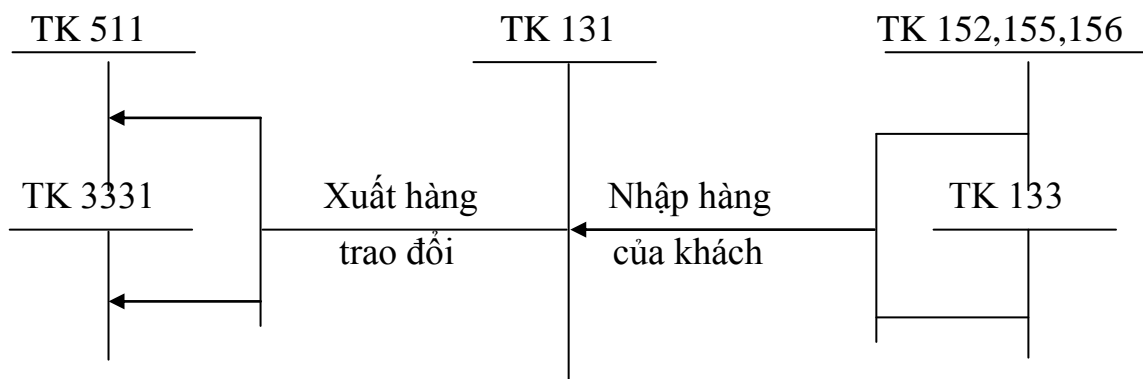 TK 511
TK 131
TK 152,155,156
TK 3331
Xuất hàng
trao đổi
Nhập hàng
của khách
TK 133